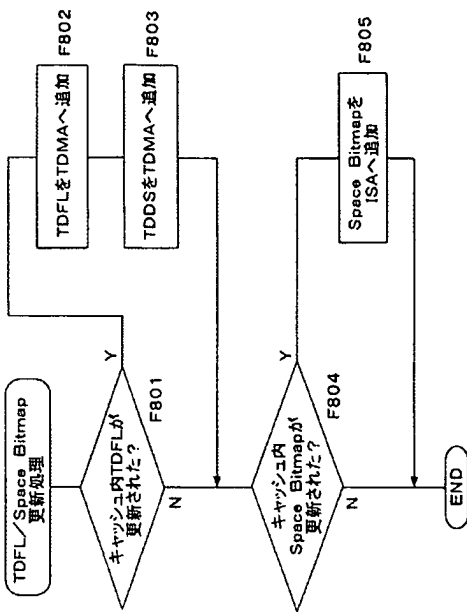 TDFL/Space Bitmap
更新処理
キャッシュ内TDFLが
更新された?
F801
Y
N
TDFLをTDMAへ追加
F802
TDDSをTDMAへ追加
F803
キャッシュ内
Space Bitmapが
更新された?
F804
Y
N
Space Bitmapを
ISAへ追加
F805
END